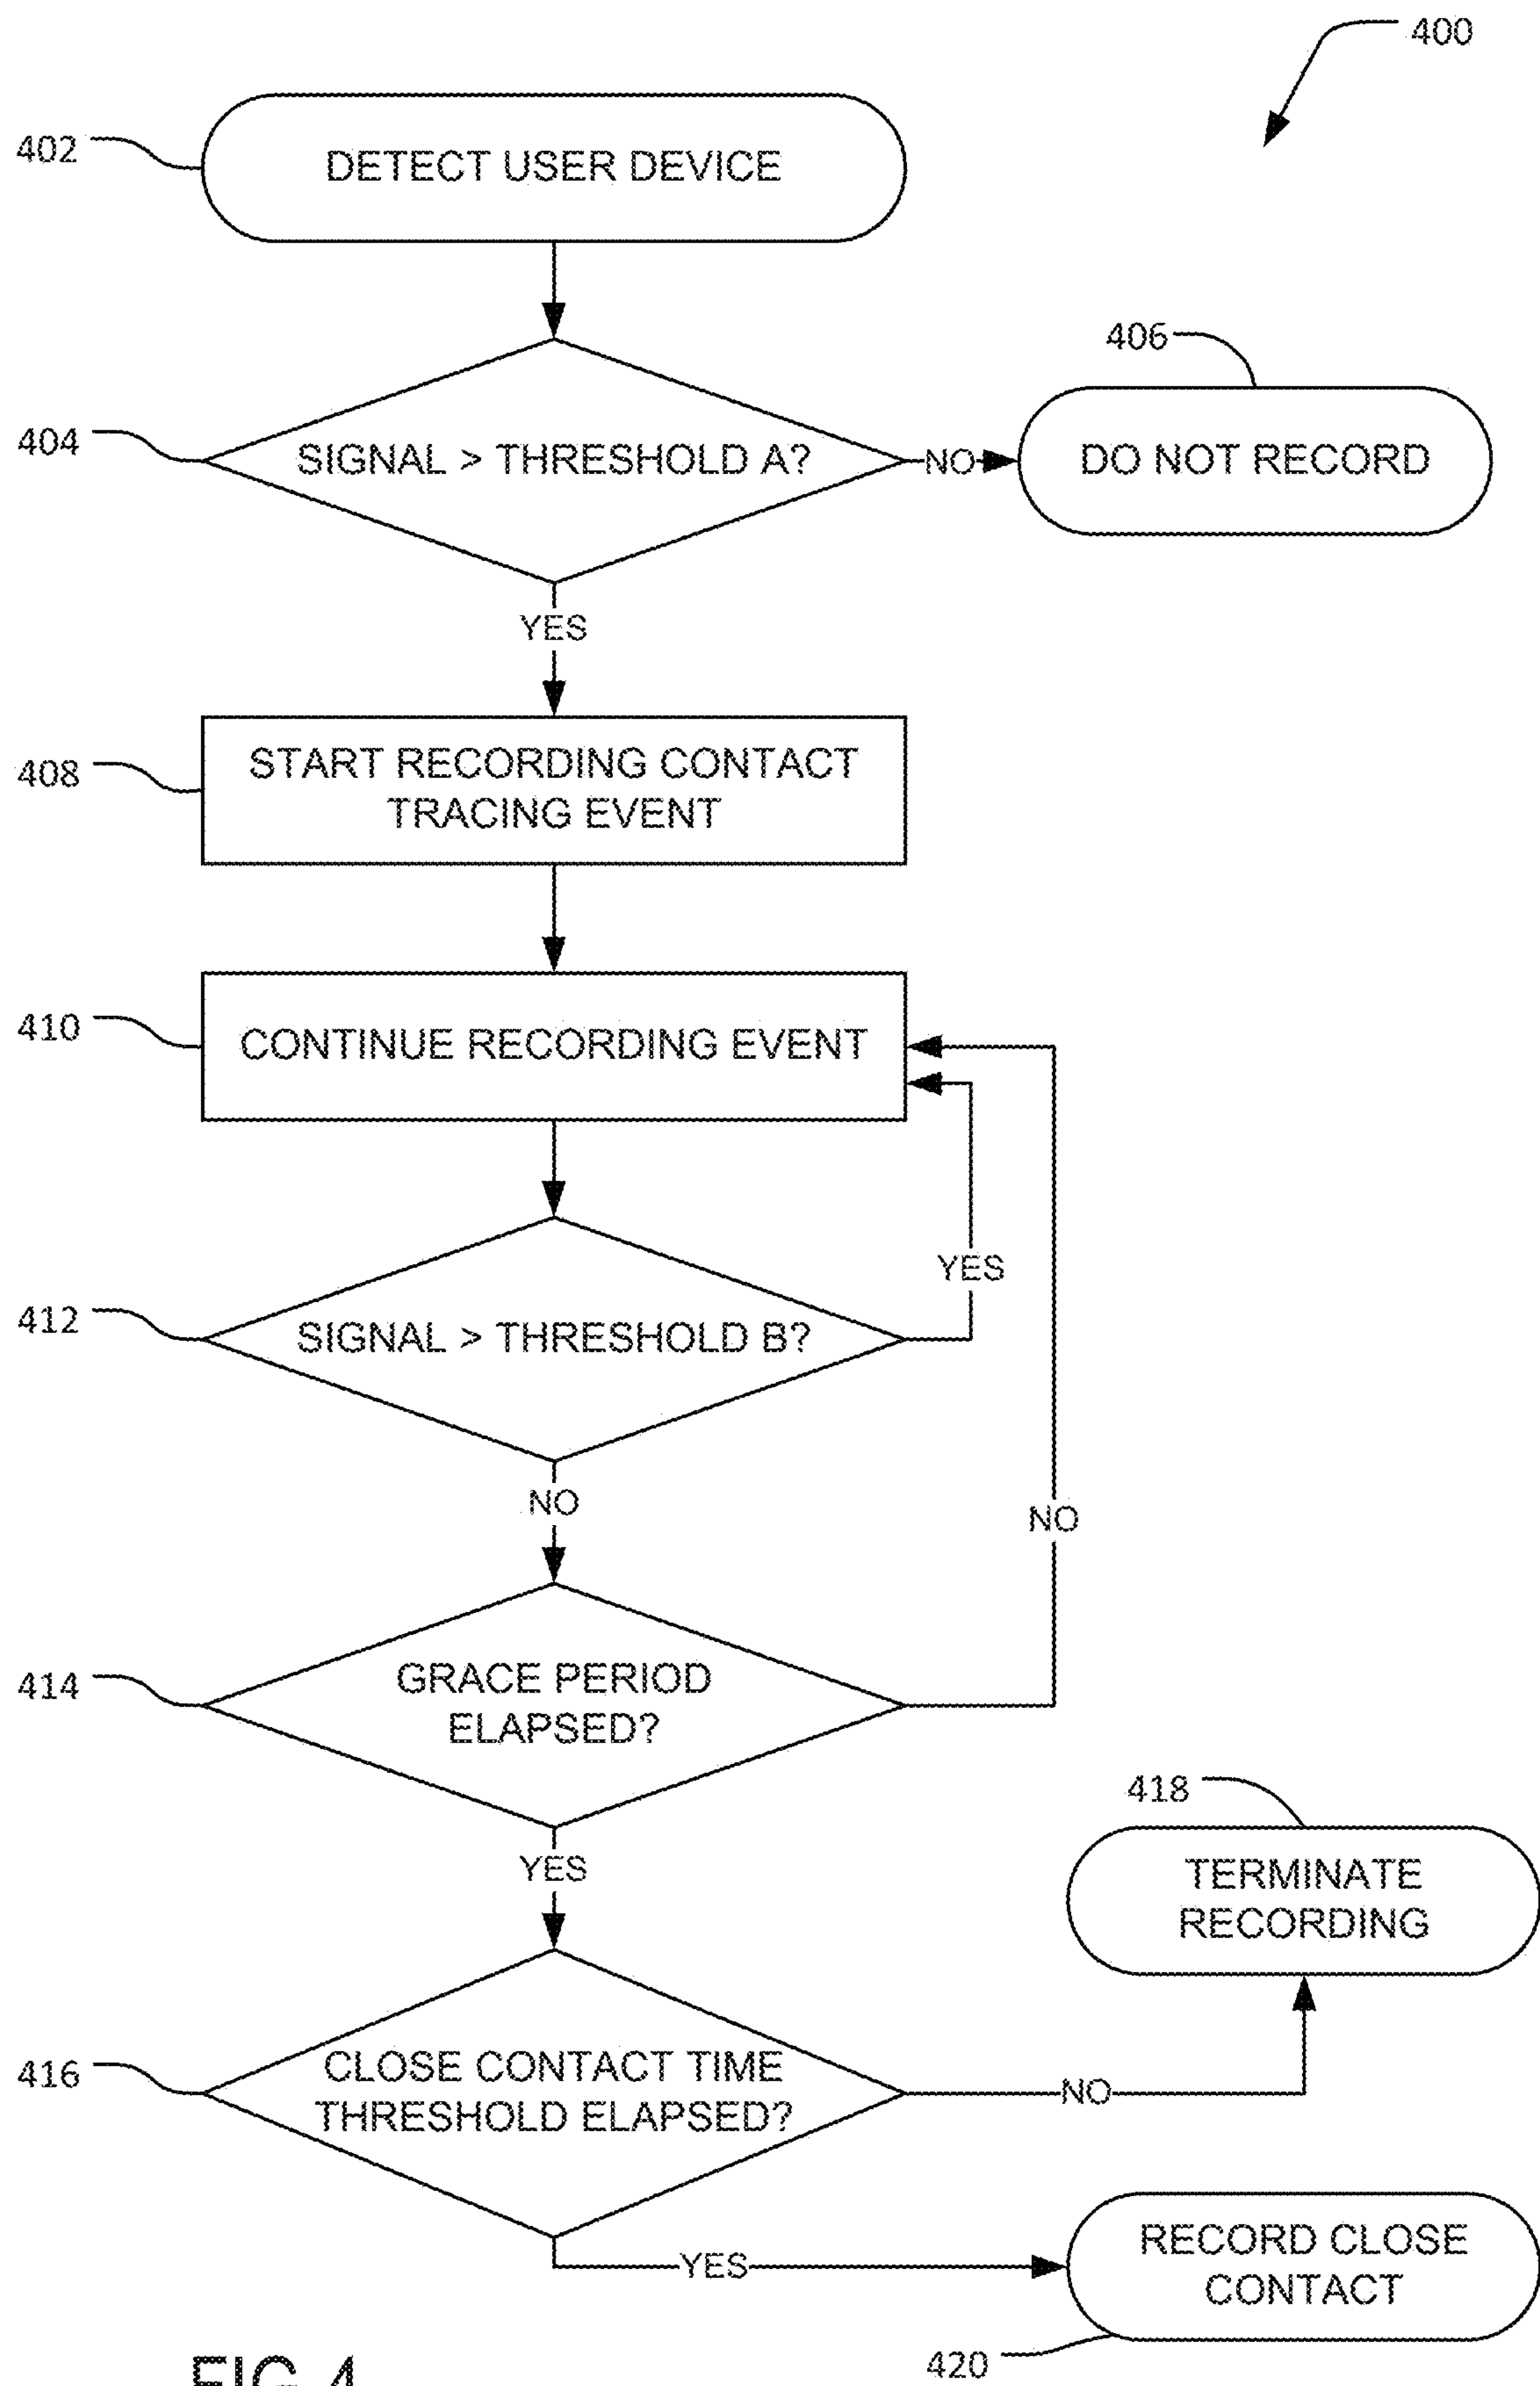 400
402
DETECT USER DEVICE
404
SIGNAL > THRESHOLD A?
NO
406
DO NOT RECORD
YES
408
START RECORDING CONTACT
TRACING EVENT
410
CONTINUE RECORDING EVENT
YES
412
SIGNAL > THRESHOLD B?
NO
NO
414
GRACE PERIOD
ELAPSED?
YES
418
TERMINATE
RECORDING
416
CLOSE CONTACT TIME
THRESHOLD ELAPSED?
NO
YES
RECORD CLOSE
CONTACT
420
FIG 4